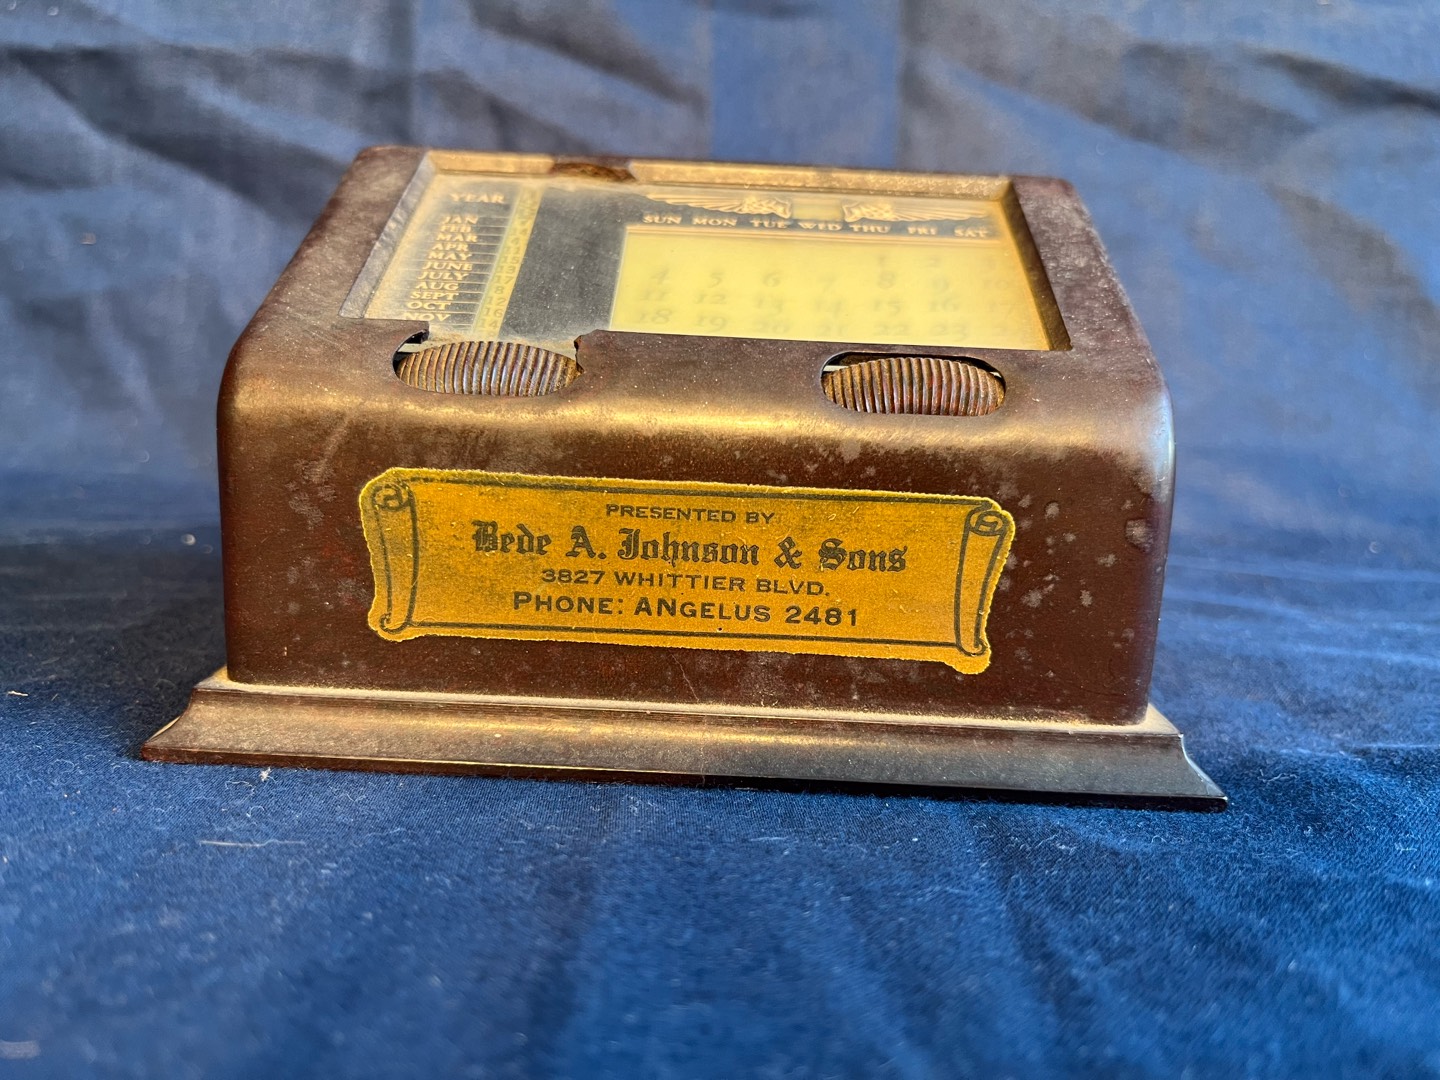 YEAR
JAN
FEB
MAR
APR
MAY
JUNE
JULY
AUG
SEPT
OCT
NOV
SUN MON TUE WED THU FRI SAT
1 2
4 5 6 7 8 9 10
11 12 13 14 15 16 17
18 19 20 21 22 23
PRESENTED BY
Bede A. Johnson & Sons
3827 WHITTIER BLVD.
PHONE: ANGELUS 2481